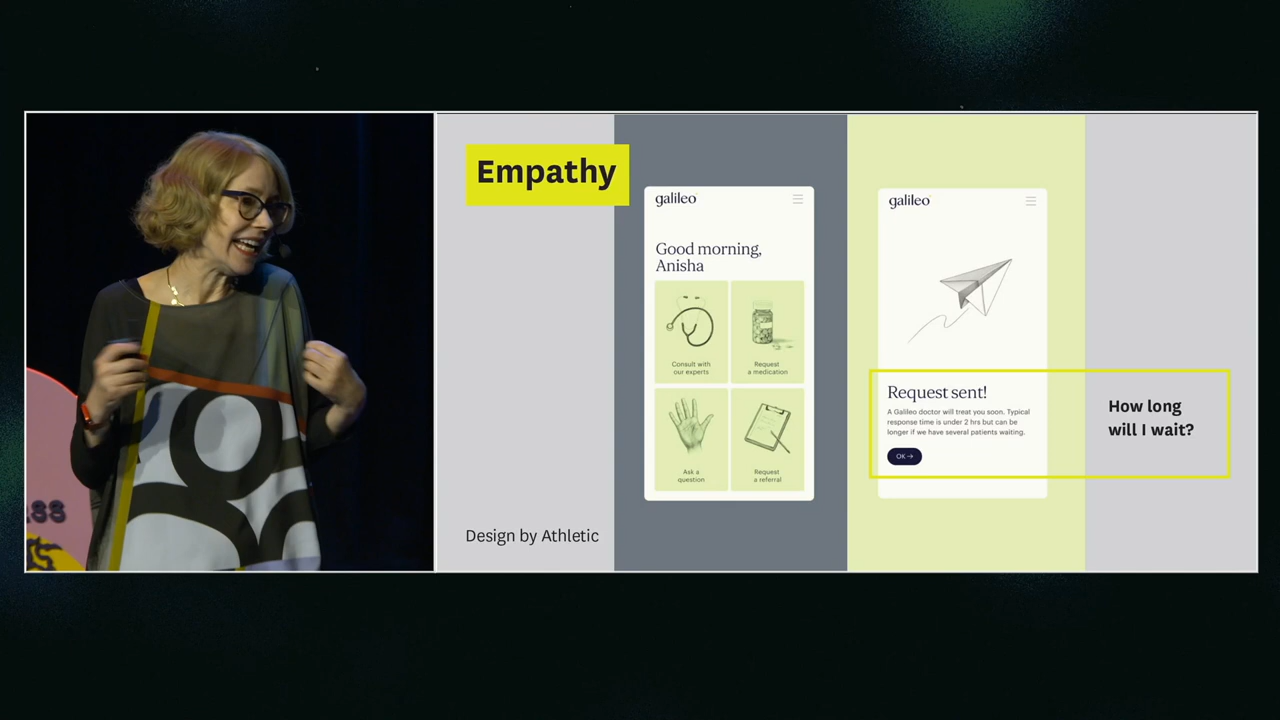 Empathy
galileo
Good morning,
Anisha
Consult with
our experts
Request
a medication
Ask a
question
Request
a referral
galileo
Request sent!
A Galileo doctor will treat you soon. Typical
response time is under 2 hrs but can be
longer if we have several patients waiting.
OK →
How long
will I wait?
Design by Athletic